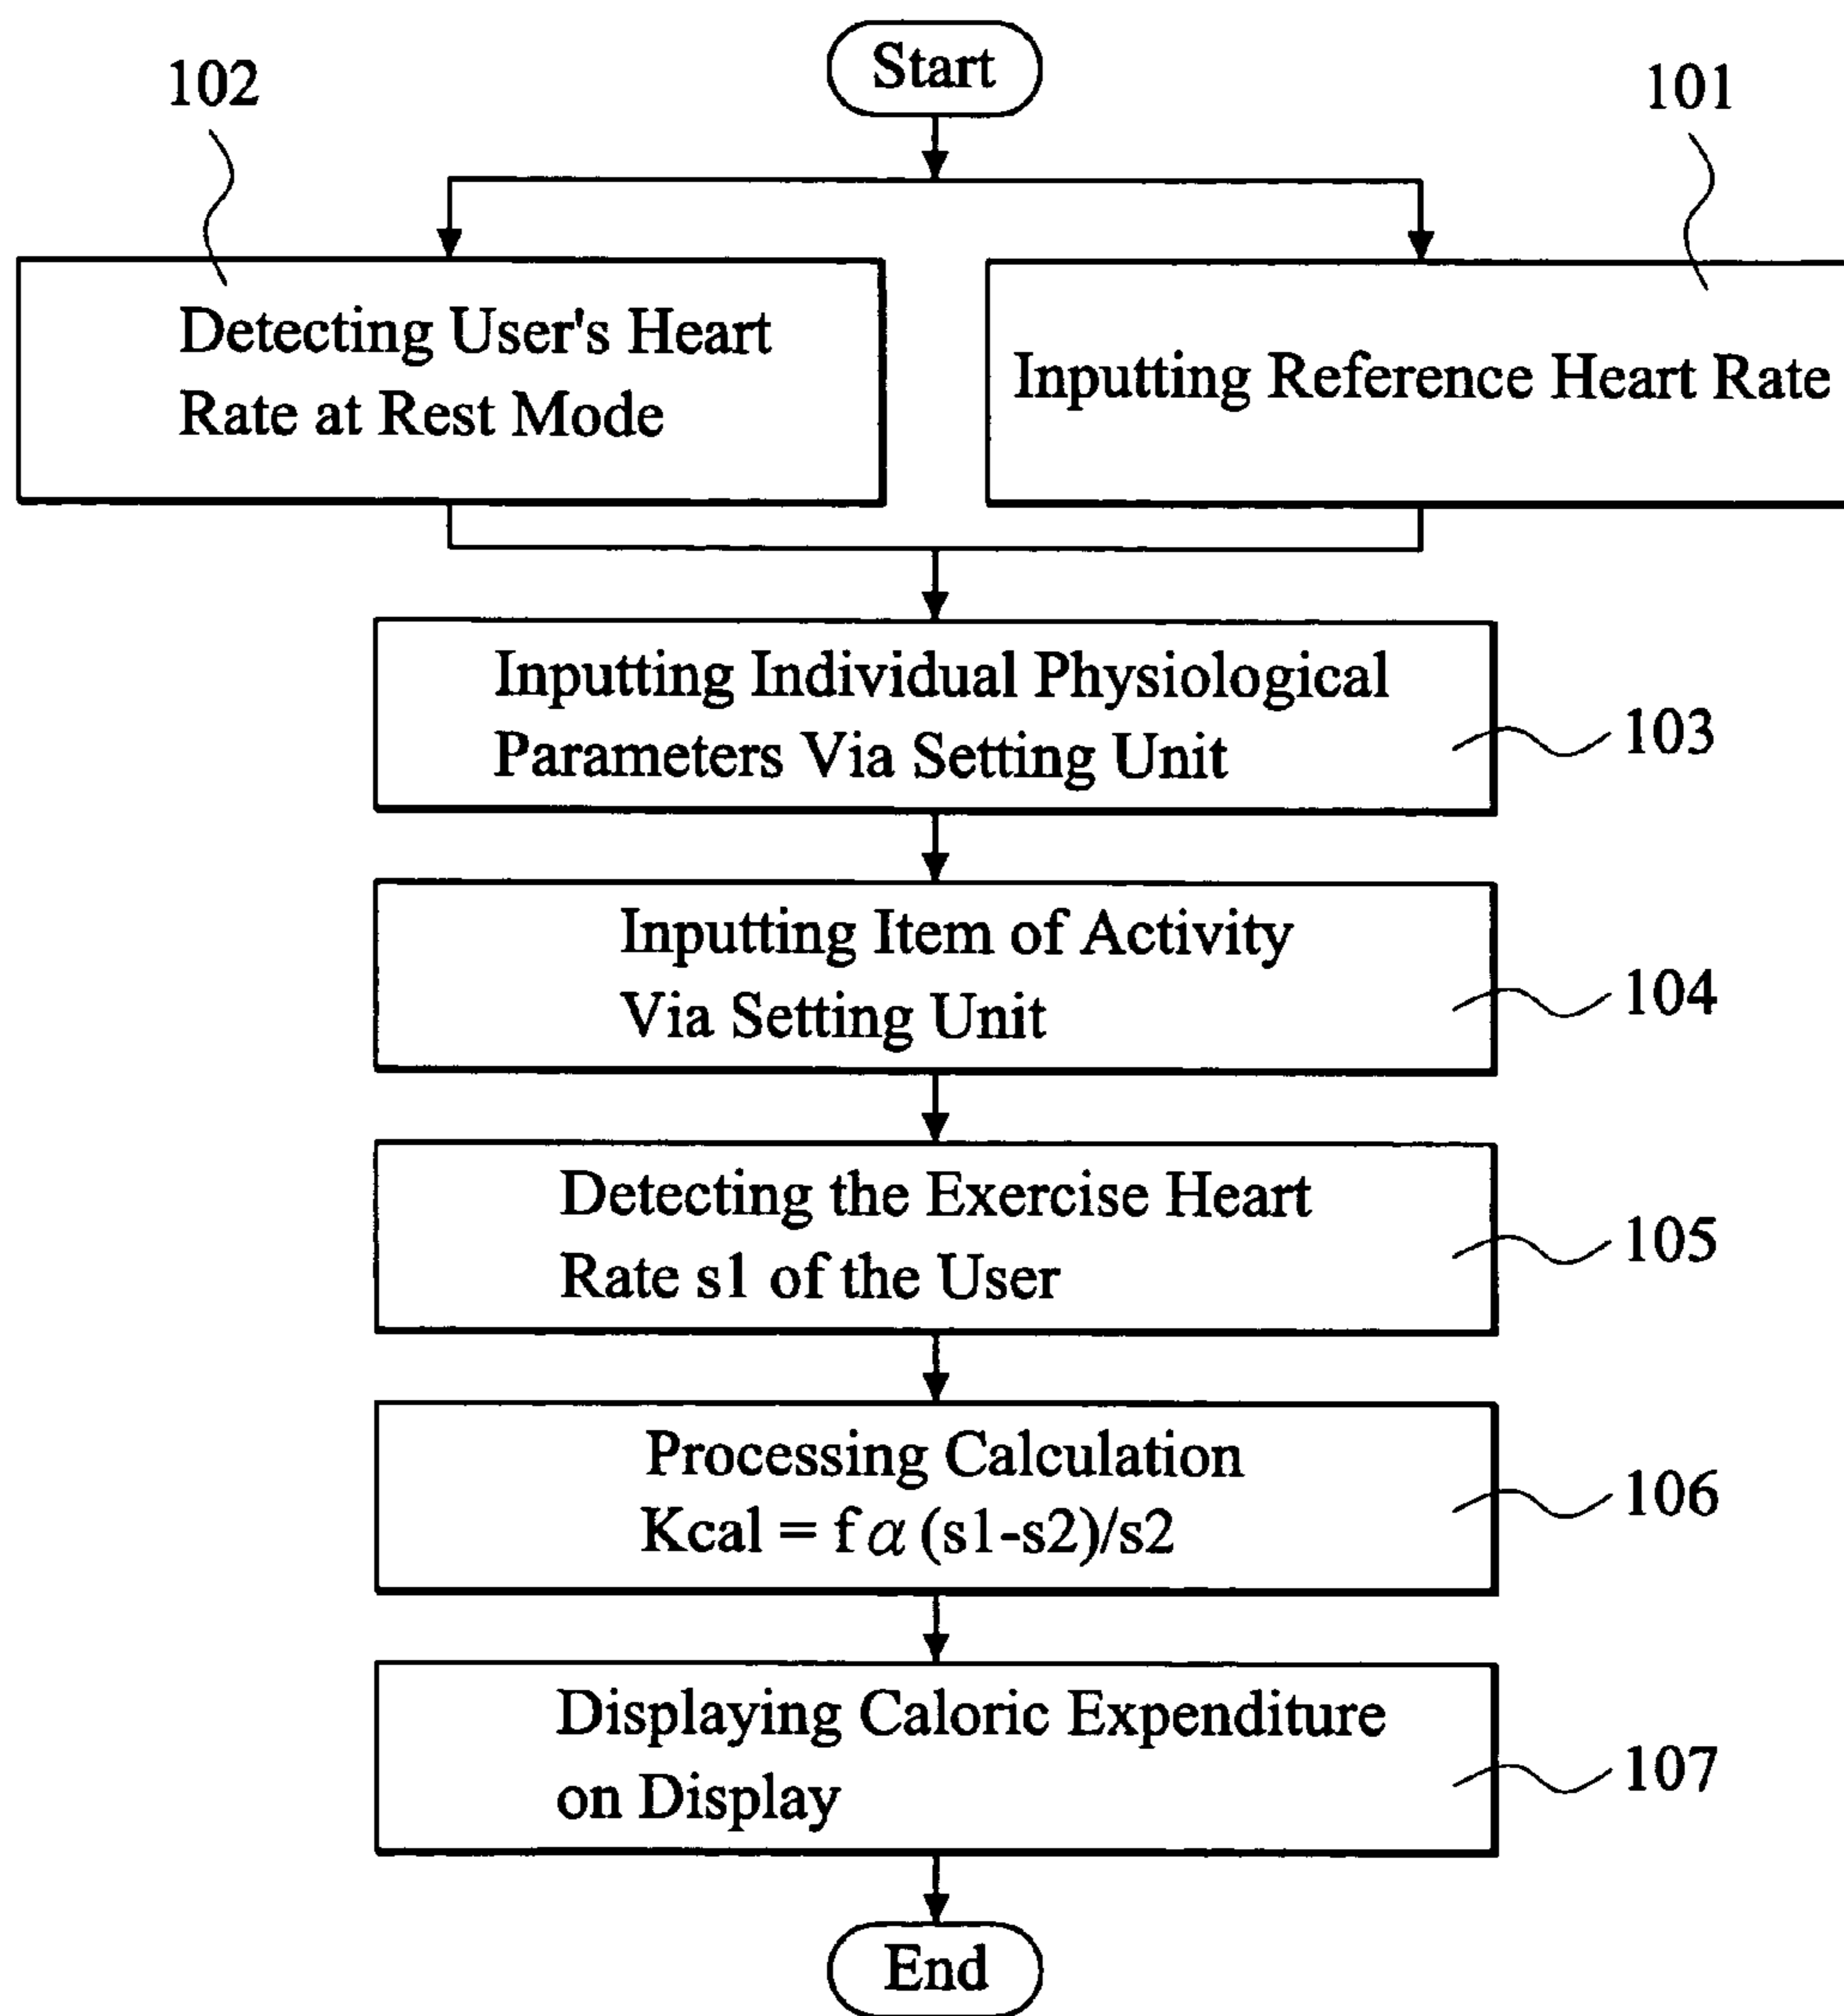 Start
102
101
Detecting User's Heart
Rate at Rest Mode
Inputting Reference Heart Rate
Inputting Individual Physiological
Parameters Via Setting Unit
103
Inputting Item of Activity
Via Setting Unit
104
Detecting the Exercise Heart
Rate s1 of the User
105
Processing Calculation
Kcal = f α (s1-s2)/s2
106
Displaying Caloric Expenditure
on Display
107
End